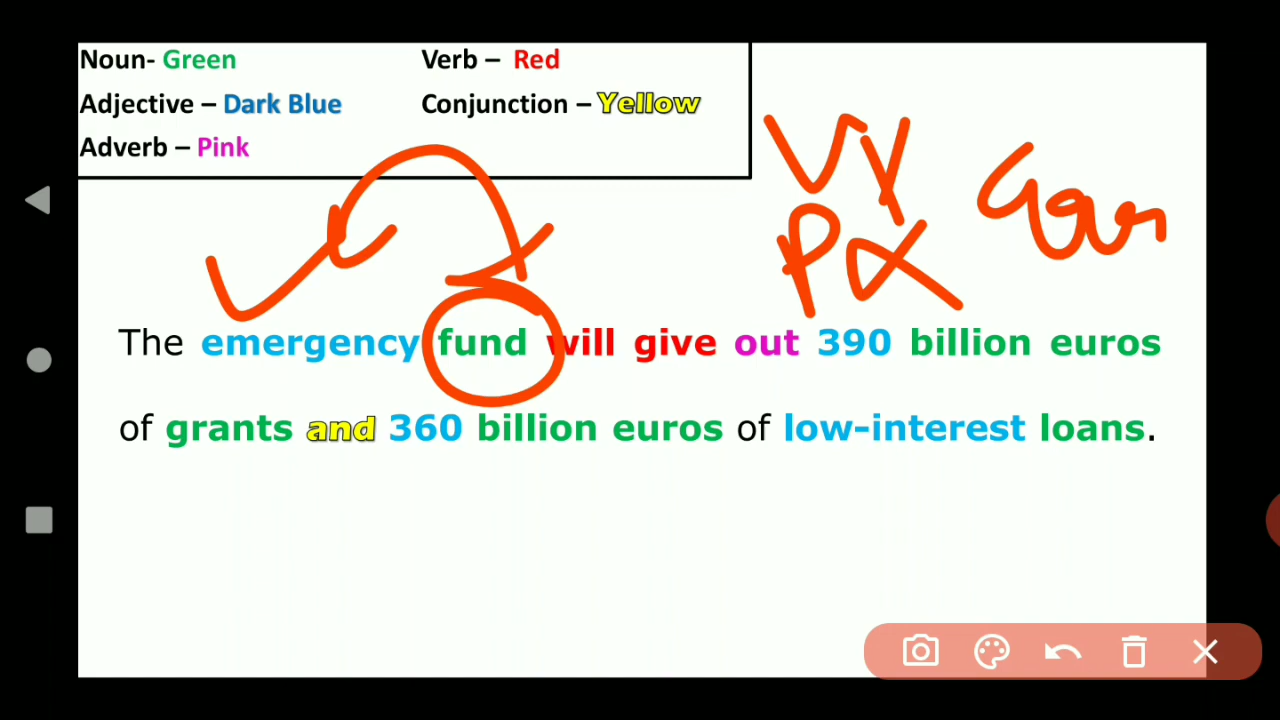 Noun- Green Verb – Red
Adjective – Dark Blue Conjunction – Yellow
Adverb – Pink
The emergency fund will give out 390 billion euros
of grants and 360 billion euros of low-interest loans.